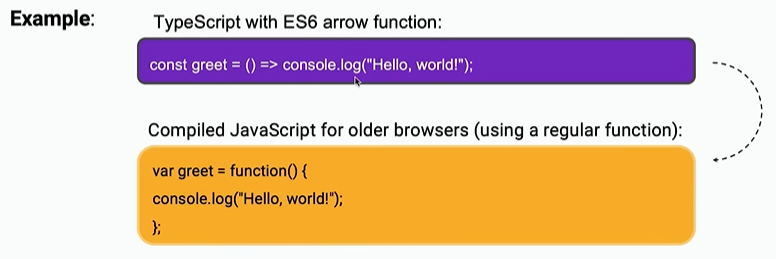 Example:
TypeScript with ES6 arrow function:
const greet = () => console.log("Hello, world!");
Compiled JavaScript for older browsers (using a regular function):
var greet = function() {
console.log("Hello, world!");
};